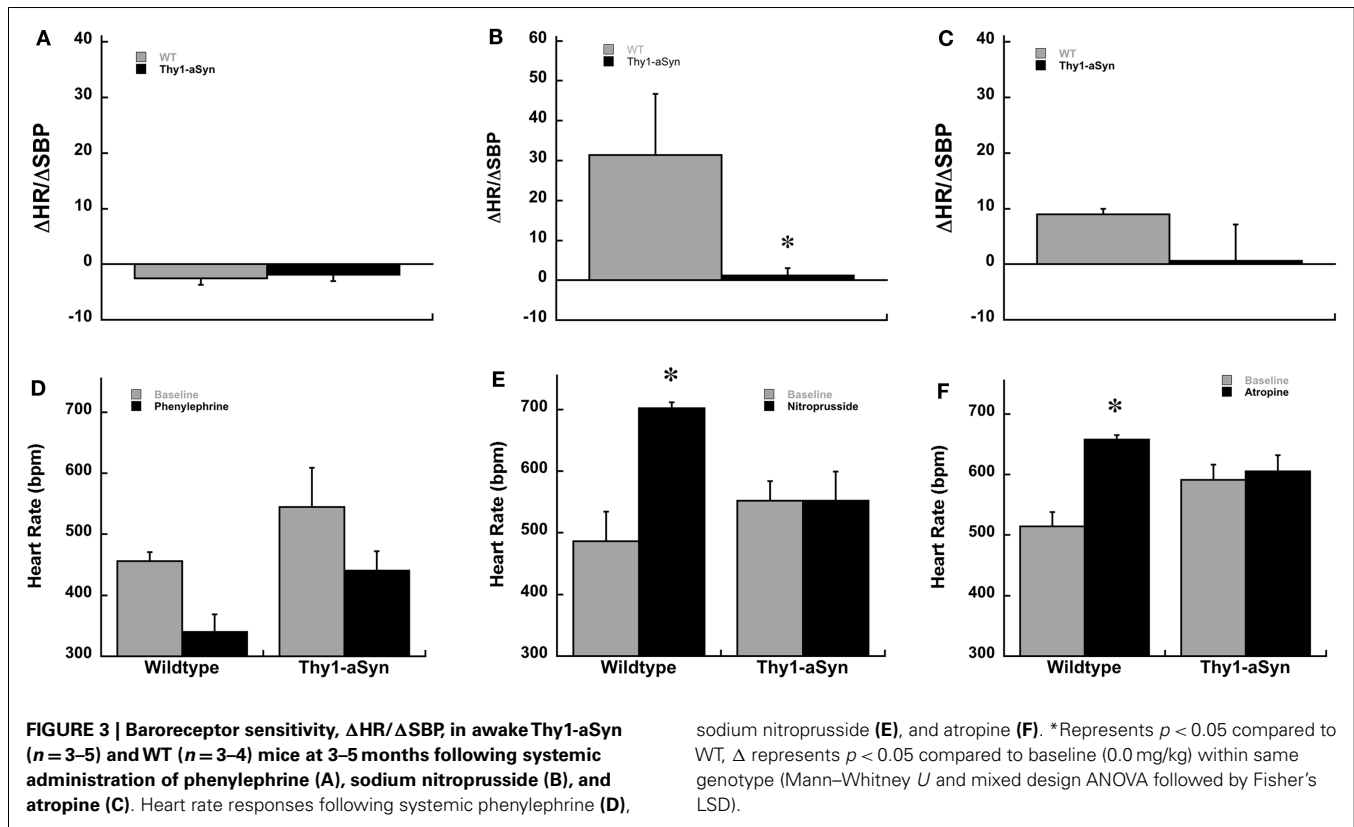 A
40
30
20
10
0
-10
ΔHR/ΔSBP
WT
Thy1-aSyn
B
60
50
40
30
20
10
0
-10
ΔHR/ΔSBP
WT
Thy1-aSyn
*
C
40
30
20
10
0
-10
ΔHR/ΔSBP
WT
Thy1-aSyn
D
700
600
450
400
300
Heart Rate (bpm)
Baseline
Phenylephrine
Wildtype
Thy1-aSyn
E
700
600
500
400
300
Heart Rate (bpm)
Baseline
Nitroprusside
*
Wildtype
Thy1-aSyn
F
700
600
500
400
300
Heart Rate (bpm)
Baseline
Atropine
*
Wildtype
Thy1-aSyn
FIGURE 3 | Baroreceptor sensitivity, ΔHR/ΔSBP, in awake Thy1-aSyn
(n = 3–5) and WT (n = 3–4) mice at 3–5 months following systemic
administration of phenylephrine (A), sodium nitroprusside (B), and
atropine (C). Heart rate responses following systemic phenylephrine (D),
sodium nitroprusside (E), and atropine (F). *Represents p < 0.05 compared to
WT, Δ represents p < 0.05 compared to baseline (0.0 mg/kg) within same
genotype (Mann–Whitney U and mixed design ANOVA followed by Fisher's
LSD).